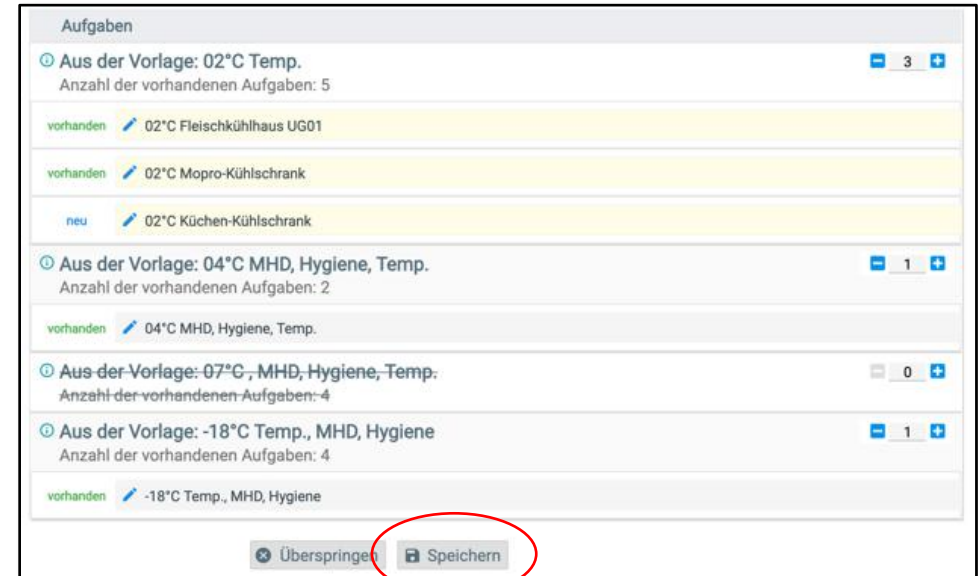 Aufgaben
Aus der Vorlage: 02°C Temp. 3
Anzahl der vorhandenen Aufgaben: 5
vorhanden 02°C Fleischkühlhaus UG01
vorhanden 02°C Mopro-Kühlschrank
neu 02°C Küchen-Kühlschrank
Aus der Vorlage: 04°C MHD, Hygiene, Temp. 1
Anzahl der vorhandenen Aufgaben: 2
vorhanden 04°C MHD, Hygiene, Temp.
Aus der Vorlage: 07°C , MHD, Hygiene, Temp. 0
Anzahl der vorhandenen Aufgaben: 4
Aus der Vorlage: -18°C Temp., MHD, Hygiene 1
Anzahl der vorhandenen Aufgaben: 4
vorhanden -18°C Temp., MHD, Hygiene
Überspringen Speichern